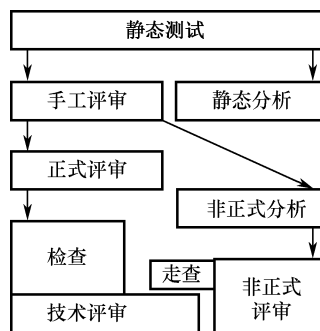 静态测试
手工评审
静态分析
正式评审
非正式分析
检查
走查
非正式
评审
技术评审